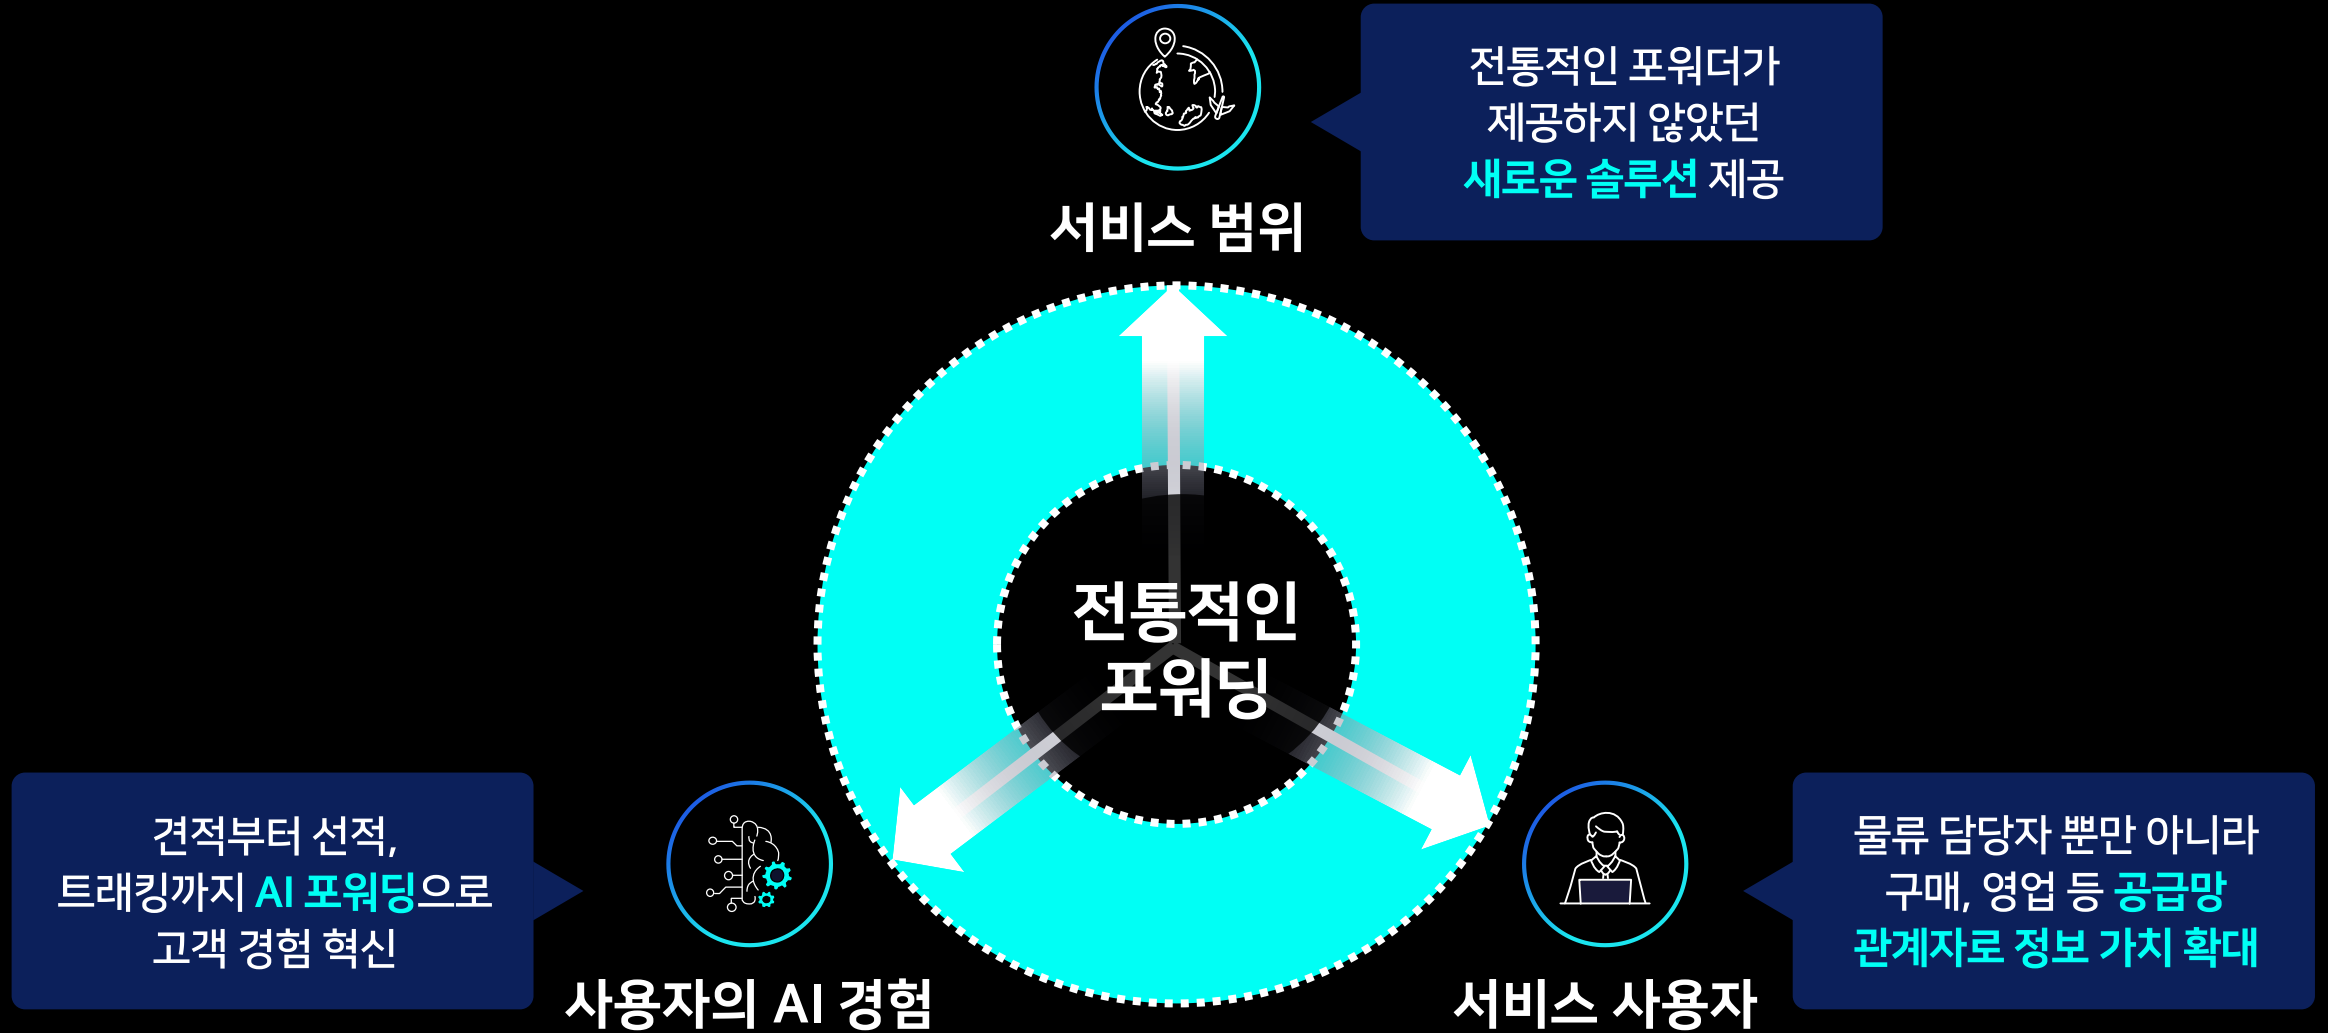 전통적인 포워더가
제공하지 않았던
새로운 솔루션 제공
서비스 범위
전통적인
포워딩
견적부터 선적,
트래킹까지 AI 포워딩으로
고객 경험 혁신
사용자의 AI 경험
물류 담당자 뿐만 아니라
구매, 영업 등 공급망
관계자로 정보 가치 확대
서비스 사용자